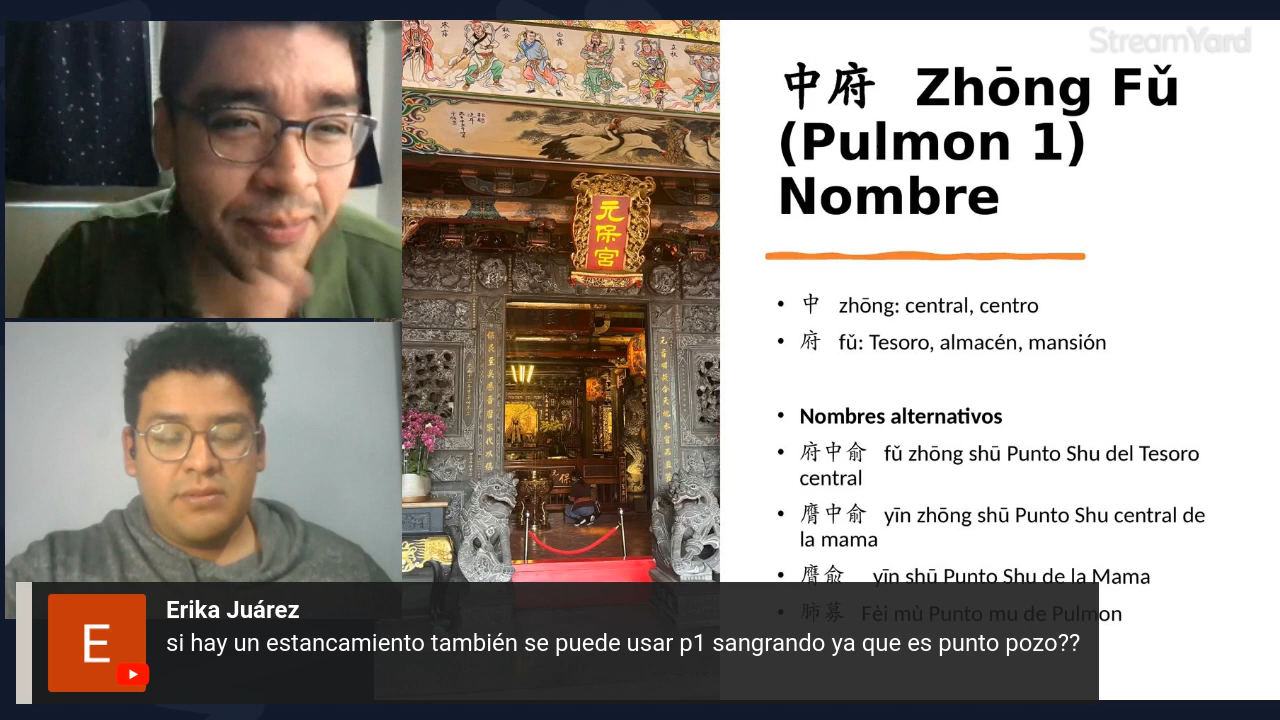 StreamYard
中府 Zhōng Fǔ
(Pulmon 1)
Nombre
元保宮
• 中 zhōng: central, centro
• 府 fǔ: Tesoro, almacén, mansión
• Nombres alternativos
• 府中俞 fǔ zhōng shū Punto Shu del Tesoro
central
• 膺中俞 yīn zhōng shū Punto Shu central de
la mama
• 膺俞 yīn shū Punto Shu de la Mama
• 肺募 Fèi mù Punto mu de Pulmon
E
Erika Juárez
si hay un estancamiento también se puede usar p1 sangrando ya que es punto pozo??